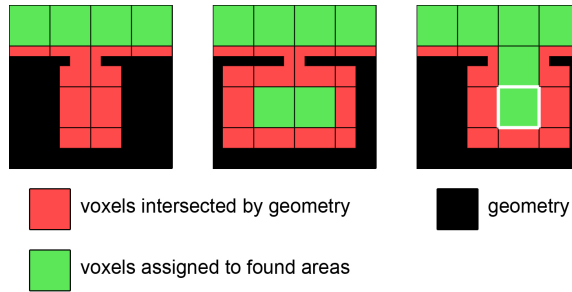 voxels intersected by geometry
geometry
voxels assigned to found areas